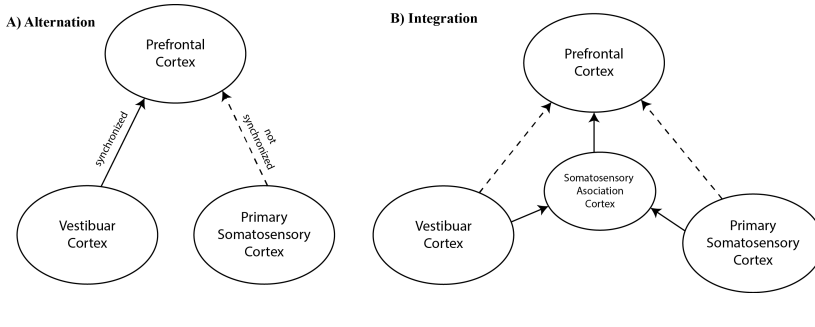 A) Alternation
Prefrontal
Cortex
synchronized
not
synchronized
Vestibuar
Cortex
Primary
Somatosensory
Cortex
B) Integration
Prefrontal
Cortex
Somatosensory
Asociation
Cortex
Vestibuar
Cortex
Primary
Somatosensory
Cortex